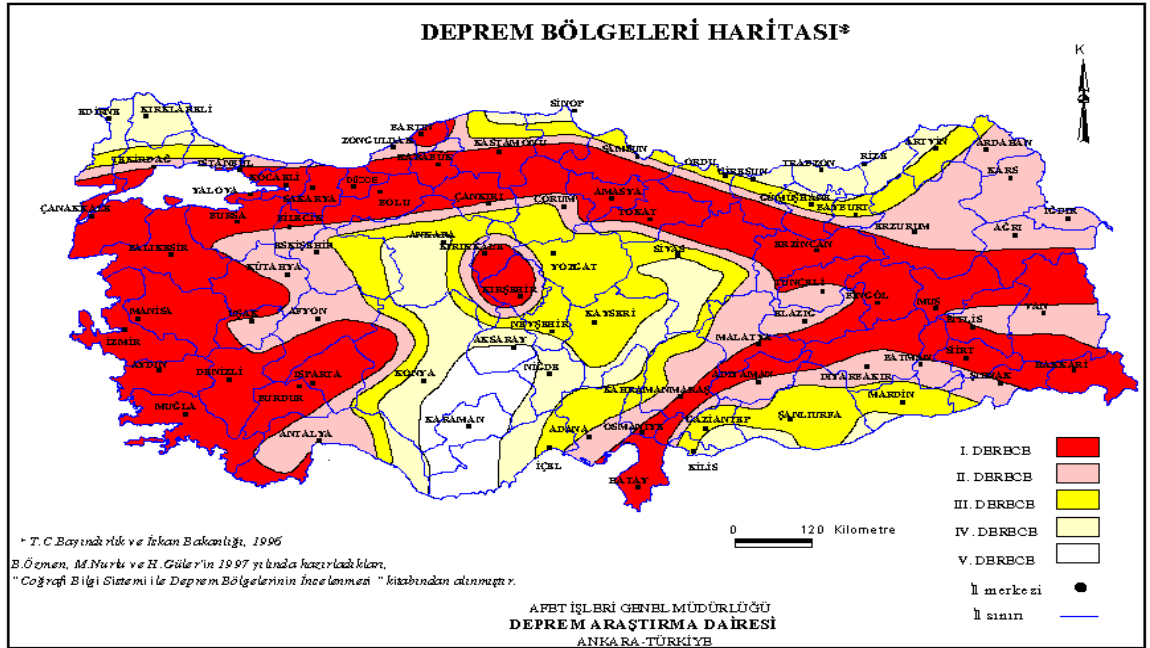 DEPREM BÖLGELERİ HARİTASI*
K
SİNOP
EDİRNE
KIRKLARELİ
BARTIN
ZONGULDAK
KASTAMONU
KARABÜK
SAMSUN
ORDU
GİRESUN
TRABZON
RİZE
ARTVİN
ARDAHAN
KARS
TEKİRDAĞ
İSTANBUL
KOCAELİ
YALOVA
SAKARYA
DÜZCE
BOLU
ÇANKIRI
ÇORUM
AMASYA
TOKAT
GÜMÜŞHANE
BAYBURT
ERZURUM
IĞDIR
AĞRI
ÇANAKKALE
BURSA
BİLECİK
ESKİŞEHİR
ANKARA
KIRIKKALE
YOZGAT
SİVAS
ERZİNCAN
BALIKESİR
KÜTAHYA
KIRŞEHİR
TUNCELİ
BİNGÖL
MUŞ
BİTLİS
VAN
MANİSA
UŞAK
AFYON
NEVŞEHİR
KAYSERİ
ELAZIĞ
MALATYA
İZMİR
AKSARAY
AYDIN
DENİZLİ
ISPARTA
KONYA
NİĞDE
KAHRAMANMARAŞ
ADIYAMAN
DİYARBAKIR
BATMAN
SİİRT
ŞIRNAK
HAKKARİ
MUĞLA
BURDUR
KARAMAN
ADANA
OSMANİYE
GAZİANTEP
ŞANLIURFA
MARDİN
ANTALYA
İÇEL
KİLİS
HATAY
I. DERECE
II. DERECE
III. DERECE
IV. DERECE
V. DERECE
İl merkezi
İl sınırı
0 120 Kilometre
* T.C.Bayındırlık ve İskan Bakanlığı, 1996
B.Özmen, M.Nurlu ve H.Güler'in 1997 yılında hazırladıkları,
" Coğrafi Bilgi Sistemi ile Deprem Bölgelerinin İncelenmesi " kitabından alınmıştır.
AFET İŞLERİ GENEL MÜDÜRLÜĞÜ
DEPREM ARAŞTIRMA DAİRESİ
ANKARA-TÜRKİYE